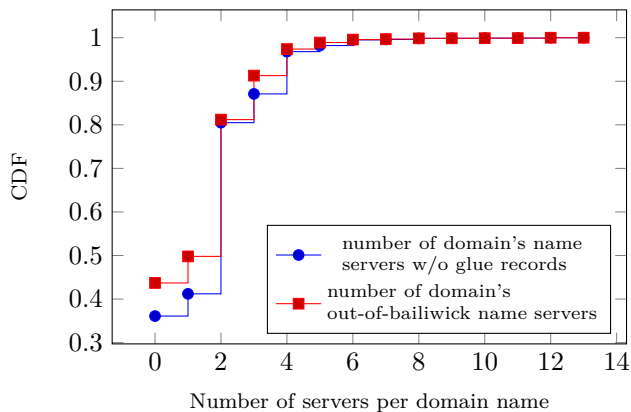 1
0.9
0.8
0.7
0.6
0.5
0.4
0.3
CDF
number of domain's name
servers w/o glue records
number of domain's
out-of-bailiwick name servers
0 2 4 6 8 10 12 14
Number of servers per domain name